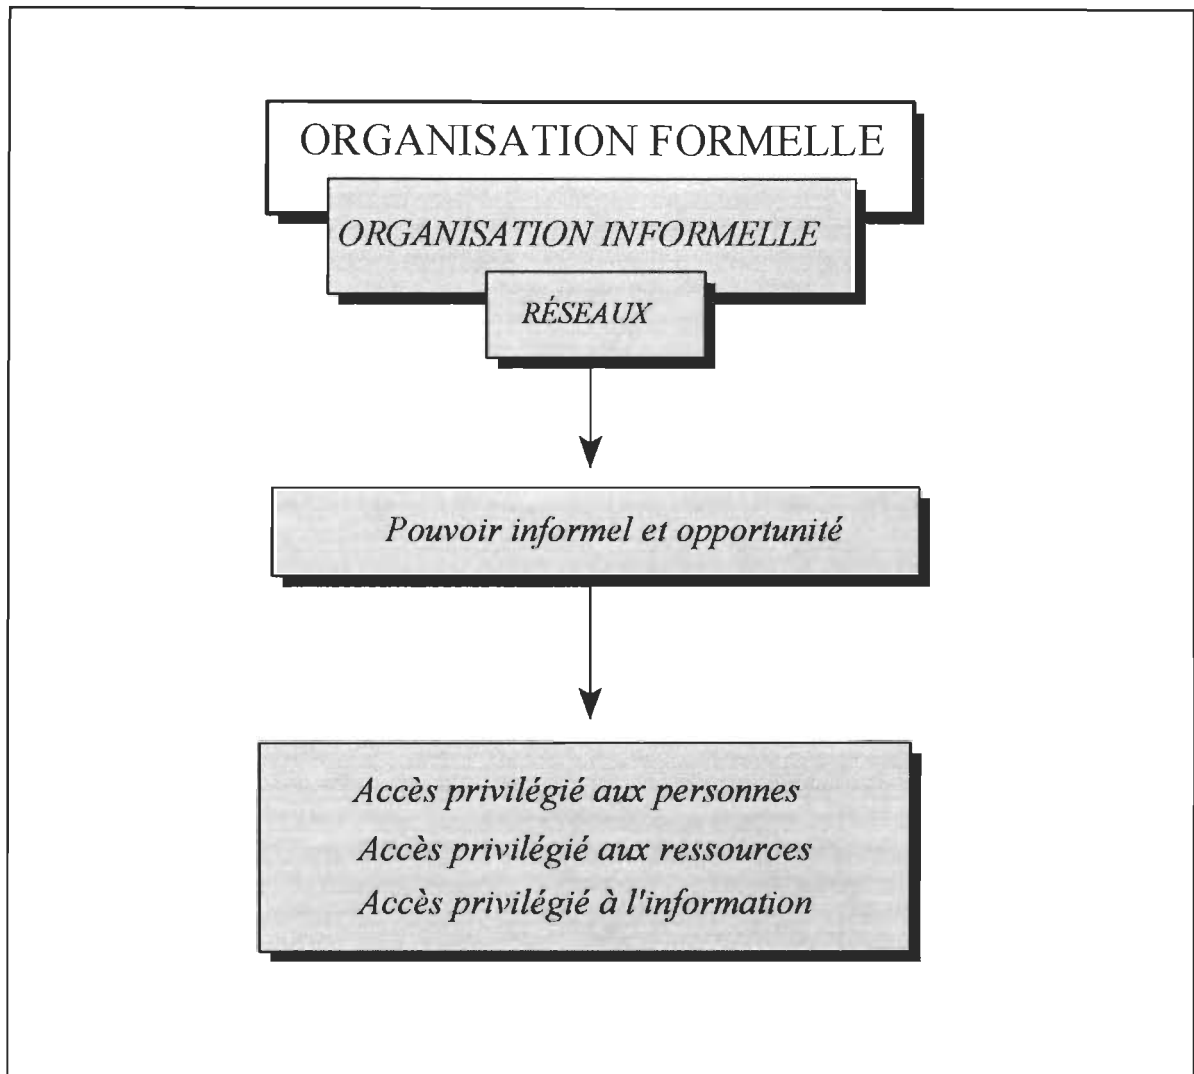 ORGANISATION FORMELLE
ORGANISATION INFORMELLE
RÉSEAUX
Pouvoir informel et opportunité
Accès privilégié aux personnes
Accès privilégié aux ressources
Accès privilégié à l'information